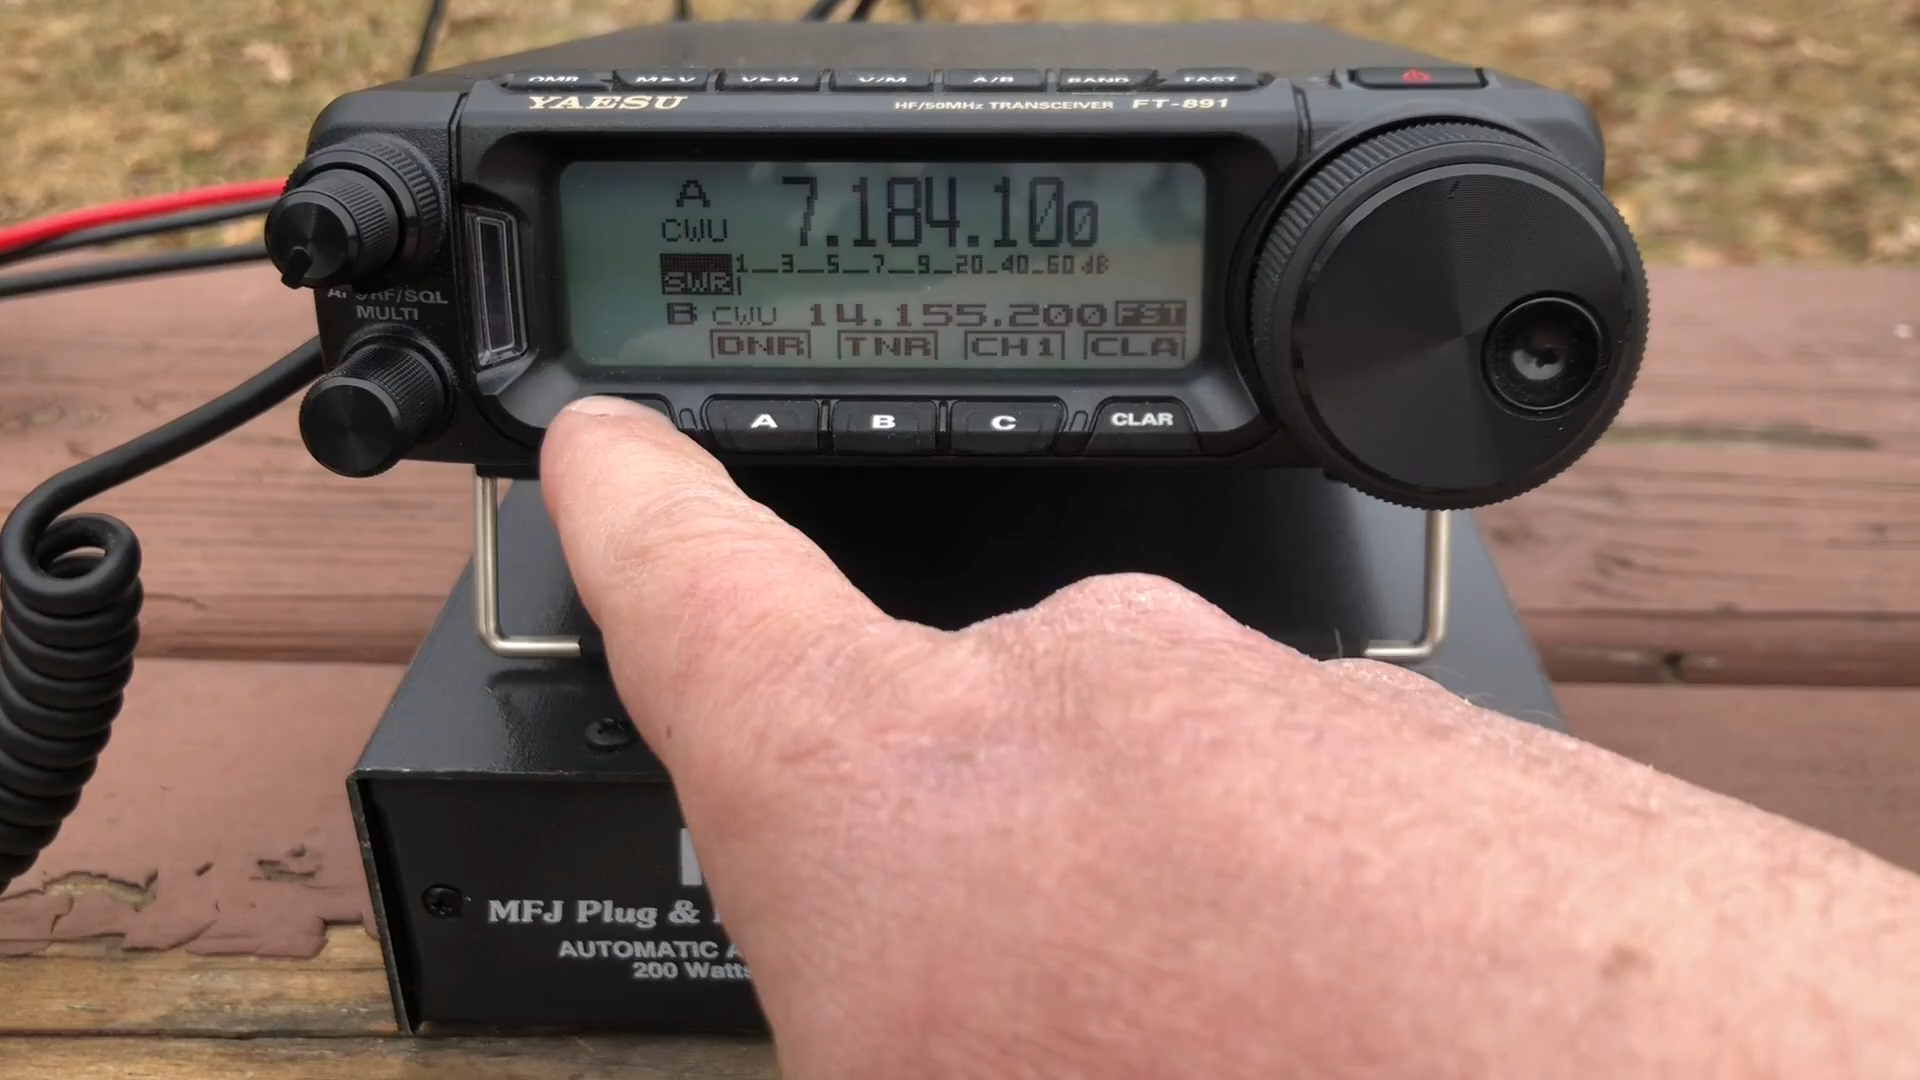 V/M A/B BAND FAST
YAESU HF/50MHz TRANSCEIVER FT-891
A 7.184.100
CWU
1 3 5 7 9 20 40 60 dB
SWR
B CWU 14.155.200 FST
DNR TNR CH1 CLA
RF/SQL
MULTI
A B C CLAR
MFJ Plug &
AUTOMATIC
200 Watts